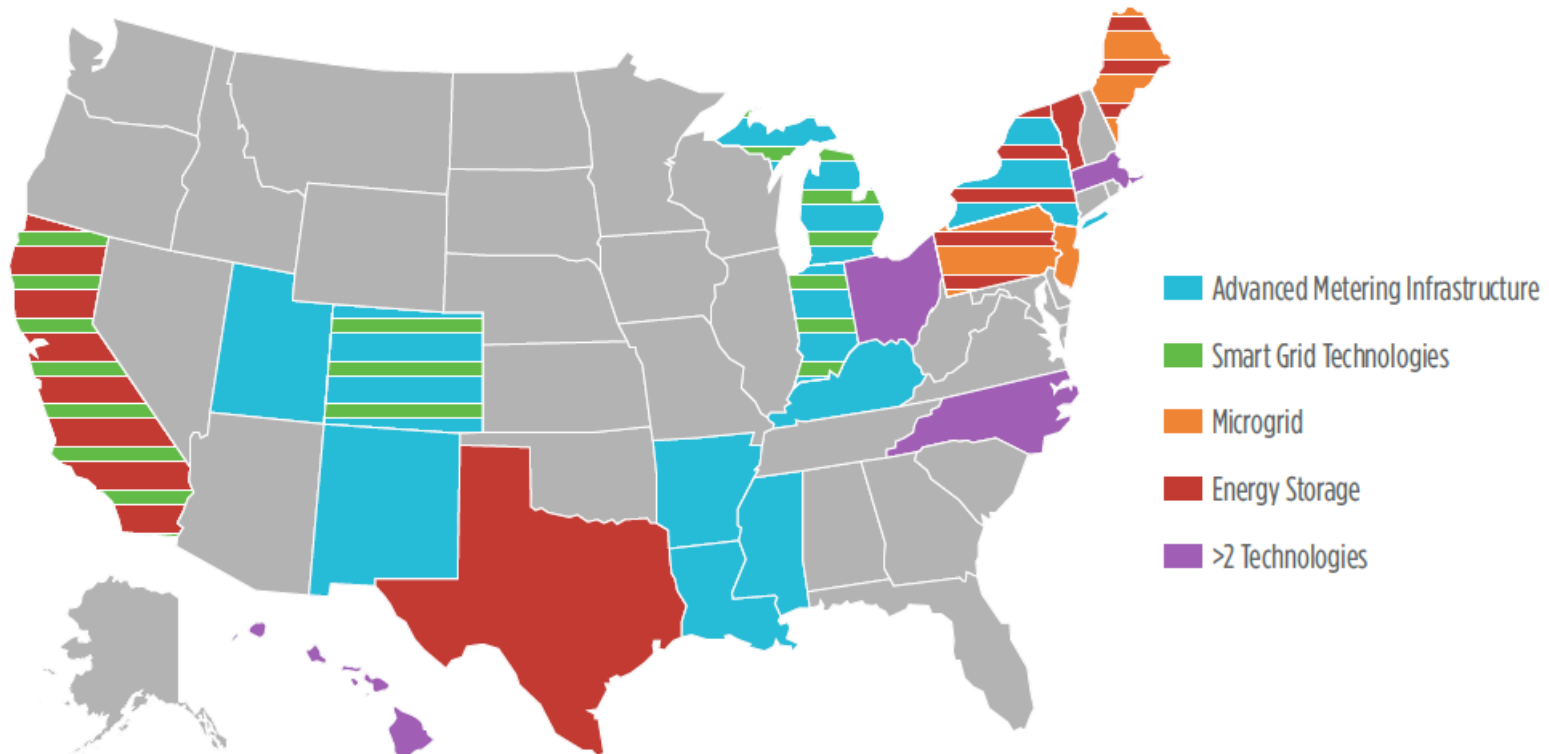 Advanced Metering Infrastructure
Smart Grid Technologies
Microgrid
Energy Storage
>2 Technologies